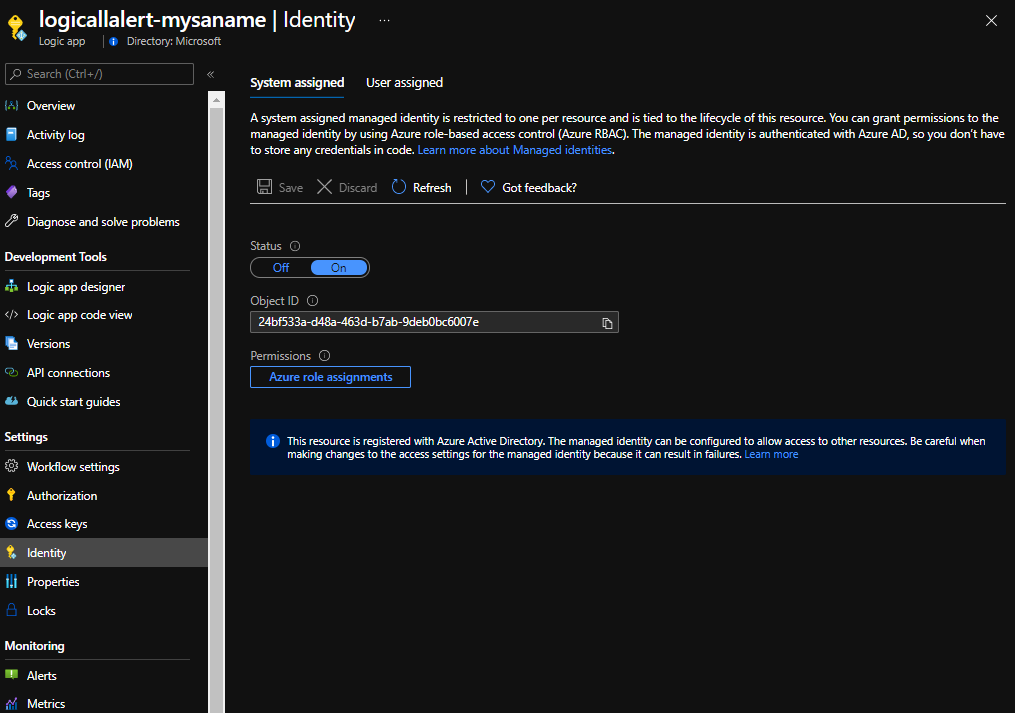 logicallalert-mysaname | Identity ...
Logic app | Directory: Microsoft
Search (Ctrl+/) «
Overview
Activity log
Access control (IAM)
Tags
Diagnose and solve problems
Development Tools
Logic app designer
Logic app code view
Versions
API connections
Quick start guides
Settings
Workflow settings
Authorization
Access keys
Identity
Properties
Locks
Monitoring
Alerts
Metrics
System assigned User assigned
A system assigned managed identity is restricted to one per resource and is tied to the lifecycle of this resource. You can grant permissions to the
managed identity by using Azure role-based access control (Azure RBAC). The managed identity is authenticated with Azure AD, so you don't have
to store any credentials in code. Learn more about Managed identities.
Save Discard Refresh | Got feedback?
Status
Off On
Object ID
24bf533a-d48a-463d-b7ab-9deb0bc6007e
Permissions
Azure role assignments
This resource is registered with Azure Active Directory. The managed identity can be configured to allow access to other resources. Be careful when
making changes to the access settings for the managed identity because it can result in failures. Learn more